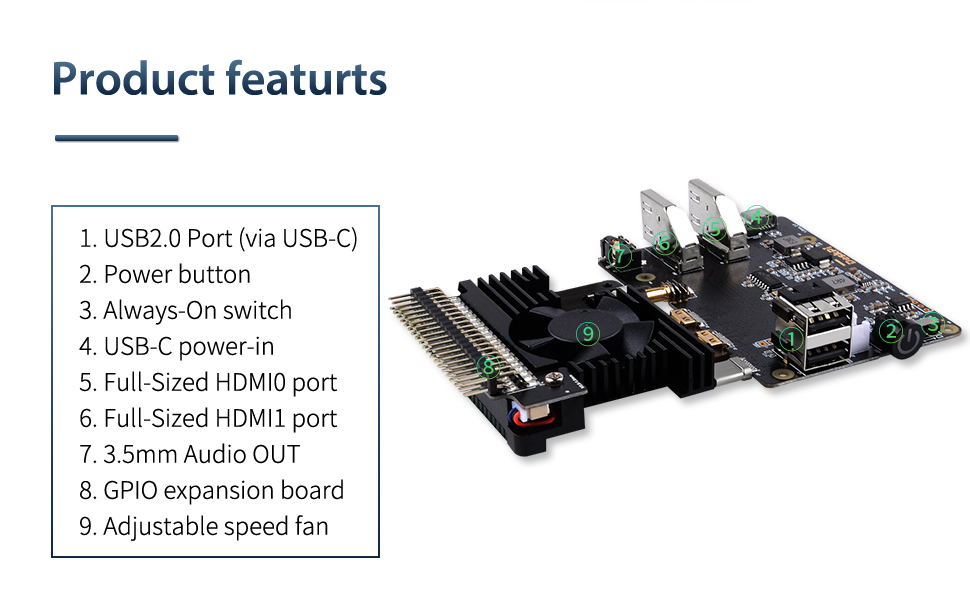 Product featurts
1. USB2.0 Port (via USB-C)
2. Power button
3. Always-On switch
4. USB-C power-in
5. Full-Sized HDMI0 port
6. Full-Sized HDMI1 port
7. 3.5mm Audio OUT
8. GPIO expansion board
9. Adjustable speed fan
4
5
6
7
9
3
2
1
8